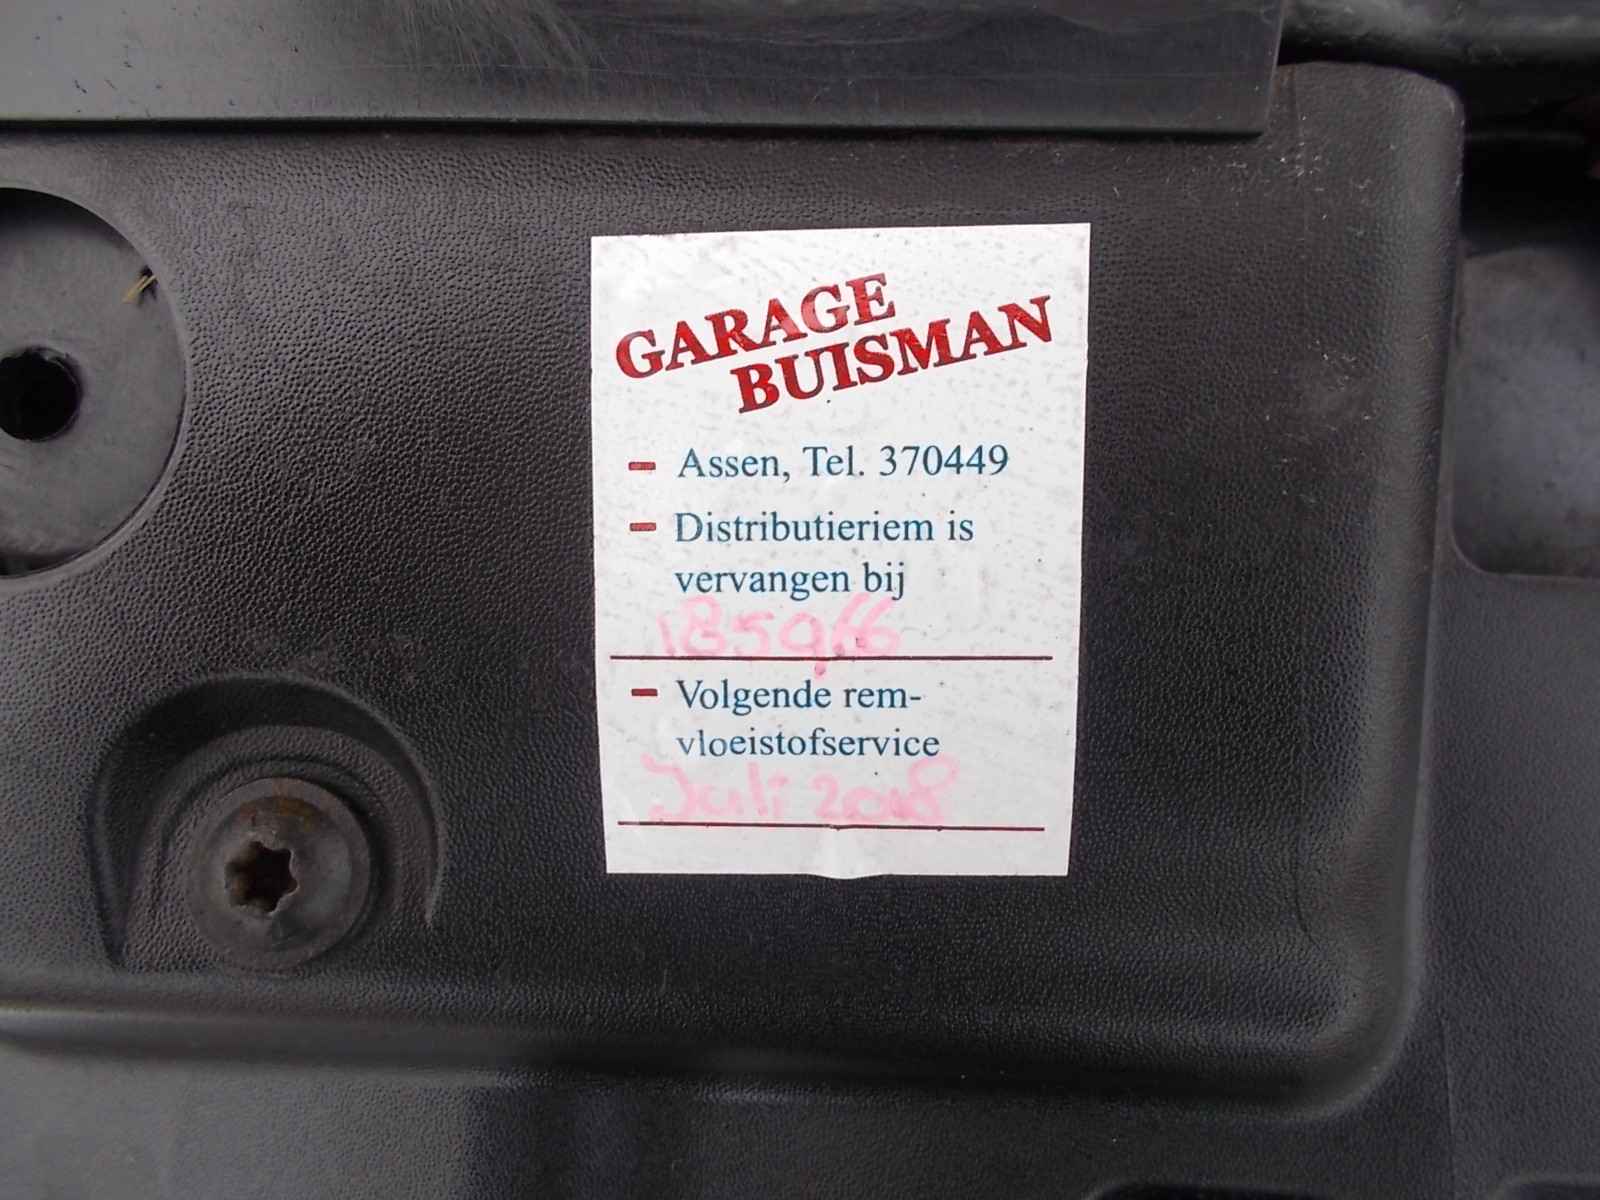 GARAGE
BUISMAN
- Assen, Tel. 370449
- Distributieriem is
vervangen bij
185966
- Volgende rem-
vloeistofservice
Juli 2018